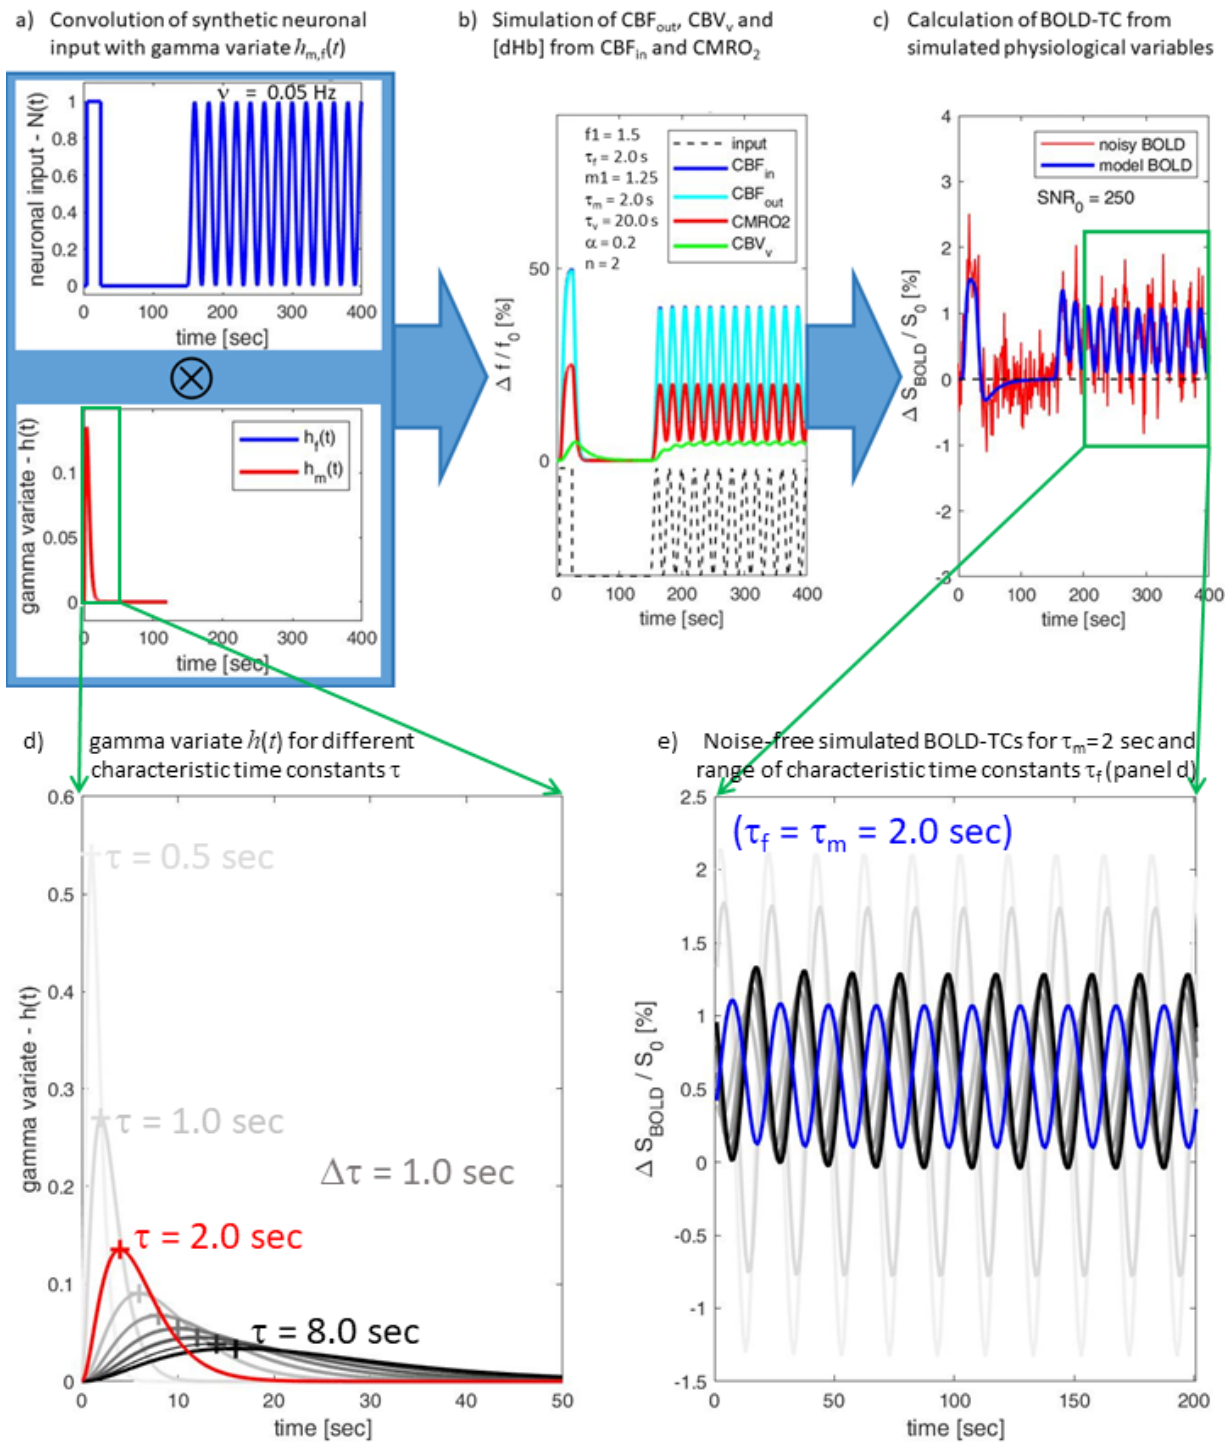 a) Convolution of synthetic neuronal
input with gamma variate h_m,f(t)
b) Simulation of CBF_out, CBV_v and
[dHb] from CBF_in and CMRO_2
c) Calculation of BOLD-TC from
simulated physiological variables
ν = 0.05 Hz
neuronal input - N(t)
1
0.8
0.6
0.4
0.2
0
0 100 200 300 400
time [sec]
⊗
gamma variate - h(t)
0.1
0.05
0
h_f(t)
h_m(t)
0 100 200 300 400
time [sec]
f1 = 1.5
τ_f = 2.0 s
m1 = 1.25
τ_m = 2.0 s
τ_v = 20.0 s
α = 0.2
n = 2
input
CBF_in
CBF_out
CMRO2
CBV_v
Δ f / f_0 [%]
50
0
0 100 200 300 400
time [sec]
noisy BOLD
model BOLD
SNR_0 = 250
Δ S_BOLD / S_0 [%]
4
3
2
1
0
-1
-2
-3
0 100 200 300 400
time [sec]
d) gamma variate h(t) for different
characteristic time constants τ
gamma variate - h(t)
0.6
0.5
0.4
0.3
0.2
0.1
0
τ = 0.5 sec
τ = 1.0 sec
Δτ = 1.0 sec
τ = 2.0 sec
τ = 8.0 sec
0 10 20 30 40 50
time [sec]
e) Noise-free simulated BOLD-TCs for τ_m= 2 sec and
range of characteristic time constants τ_f (panel d)
(τ_f = τ_m = 2.0 sec)
Δ S_BOLD / S_0 [%]
2.5
2
1.5
1
0.5
0
-0.5
-1
-1.5
0 50 100 150 200
time [sec]